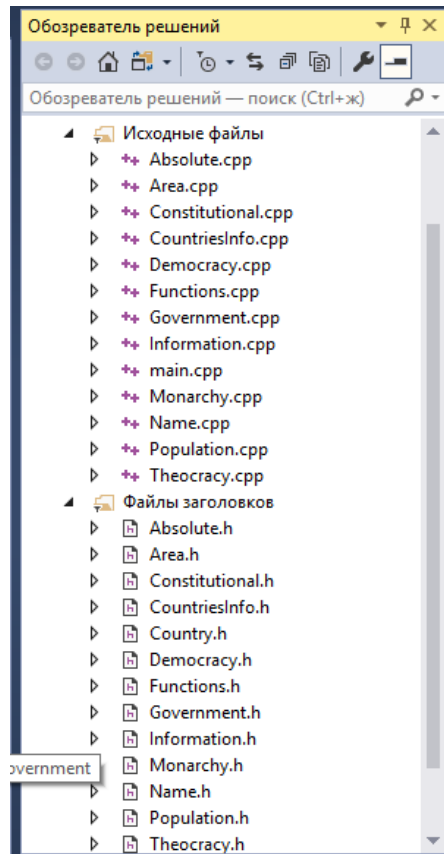 Обозреватель решений
Обозреватель решений — поиск (Ctrl+ж)
Исходные файлы
++ Absolute.cpp
++ Area.cpp
++ Constitutional.cpp
++ CountriesInfo.cpp
++ Democracy.cpp
++ Functions.cpp
++ Government.cpp
++ Information.cpp
++ main.cpp
++ Monarchy.cpp
++ Name.cpp
++ Population.cpp
++ Theocracy.cpp
Файлы заголовков
h Absolute.h
h Area.h
h Constitutional.h
h CountriesInfo.h
h Country.h
h Democracy.h
h Functions.h
h Government.h
h Information.h
overnment
h Monarchy.h
h Name.h
h Population.h
h Theocracy.h